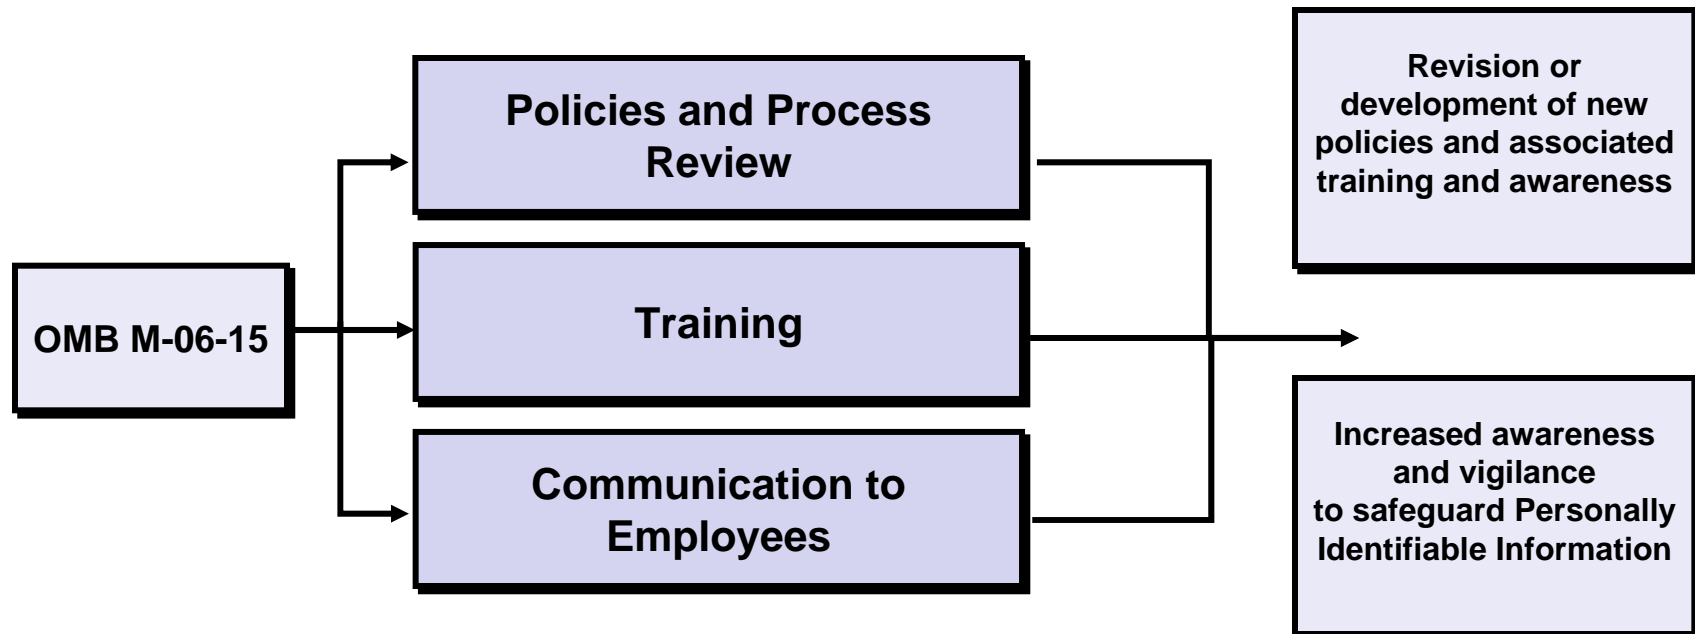 OMB M-06-15
Policies and Process
Review
Training
Communication to
Employees
Revision or
development of new
policies and associated
training and awareness
Increased awareness
and vigilance
to safeguard Personally
Identifiable Information